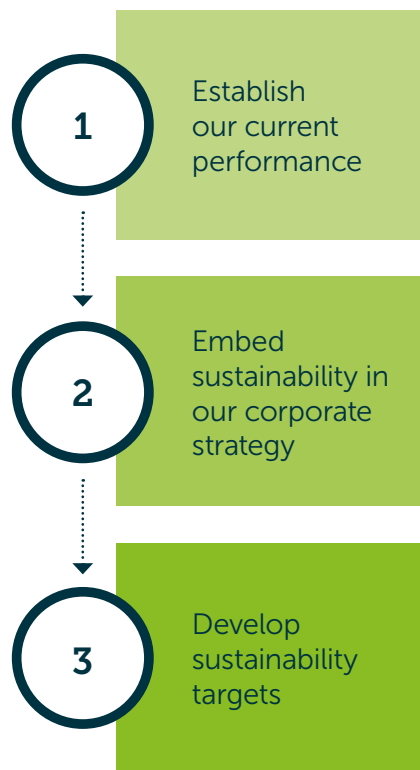 1
Establish
our current
performance
2
Embed
sustainability in
our corporate
strategy
3
Develop
sustainability
targets